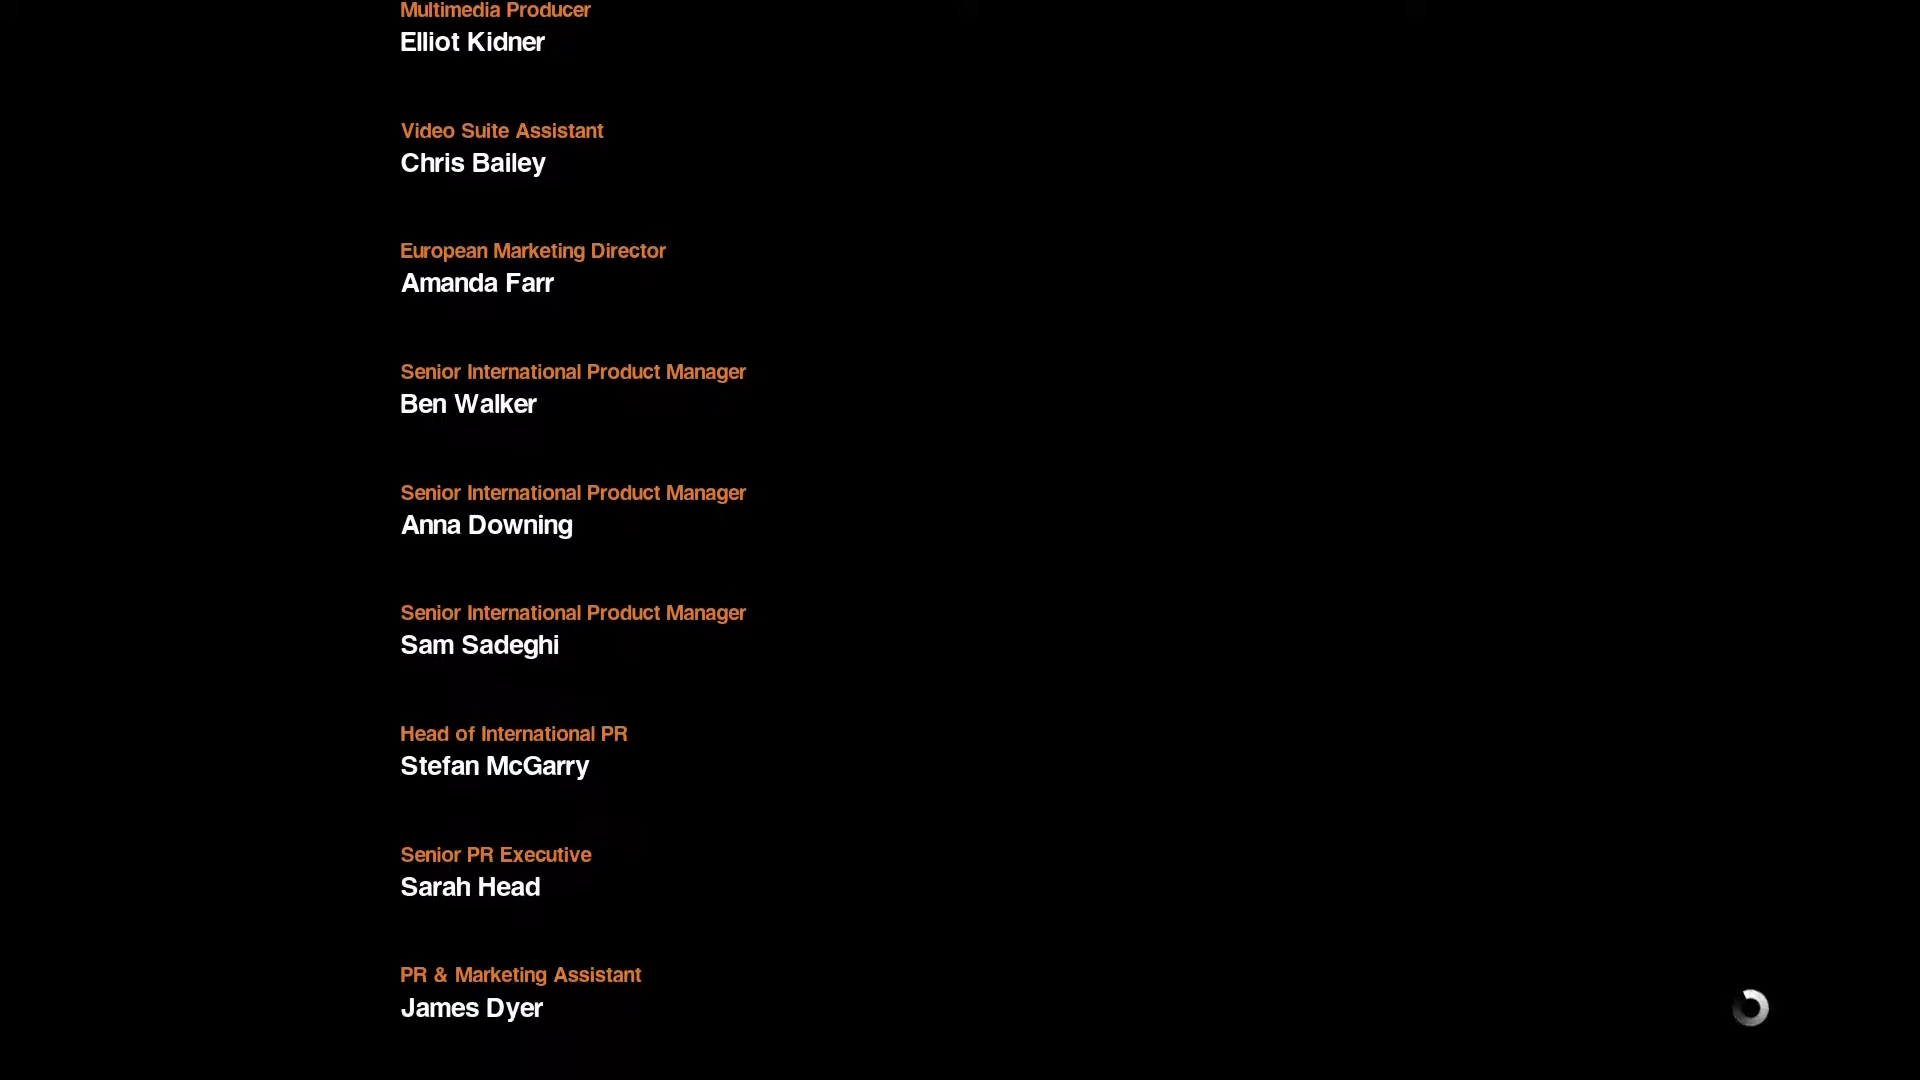 Multimedia Producer
Elliot Kidner
Video Suite Assistant
Chris Bailey
European Marketing Director
Amanda Farr
Senior International Product Manager
Ben Walker
Senior International Product Manager
Anna Downing
Senior International Product Manager
Sam Sadeghi
Head of International PR
Stefan McGarry
Senior PR Executive
Sarah Head
PR & Marketing Assistant
James Dyer